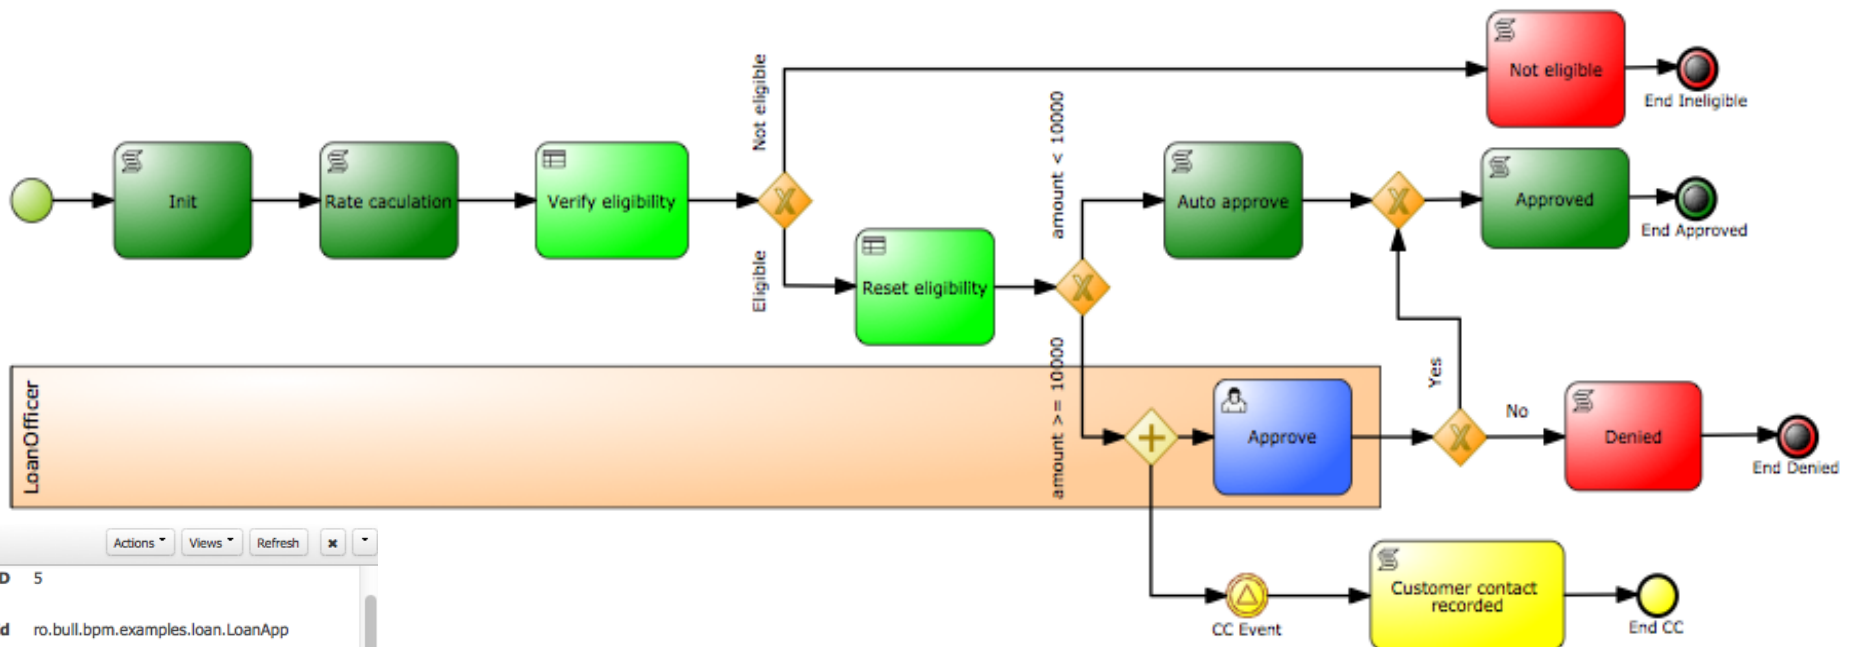 Not eligible
Not eligible
End Ineligible
amount < 10000
Init
Rate caculation
Verify eligibility
Auto approve
Approved
End Approved
Eligible
Reset eligibility
LoanOfficer
amount >= 10000
Approve
Yes
No
Denied
End Denied
Actions
Views
Refresh
D 5
d ro.bull.bpm.examples.loan.LoanApp
CC Event
Customer contact
recorded
End CC